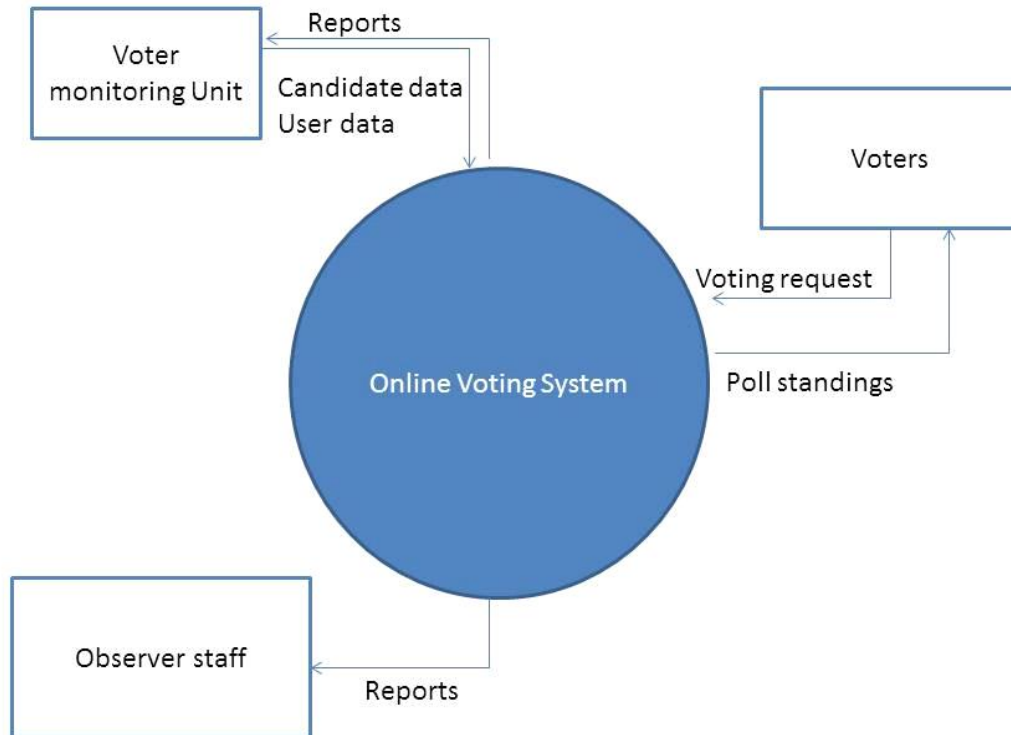 Reports
Voter
monitoring Unit
Candidate data
User data
Voters
Voting request
Online Voting System
Poll standings
Observer staff
Reports